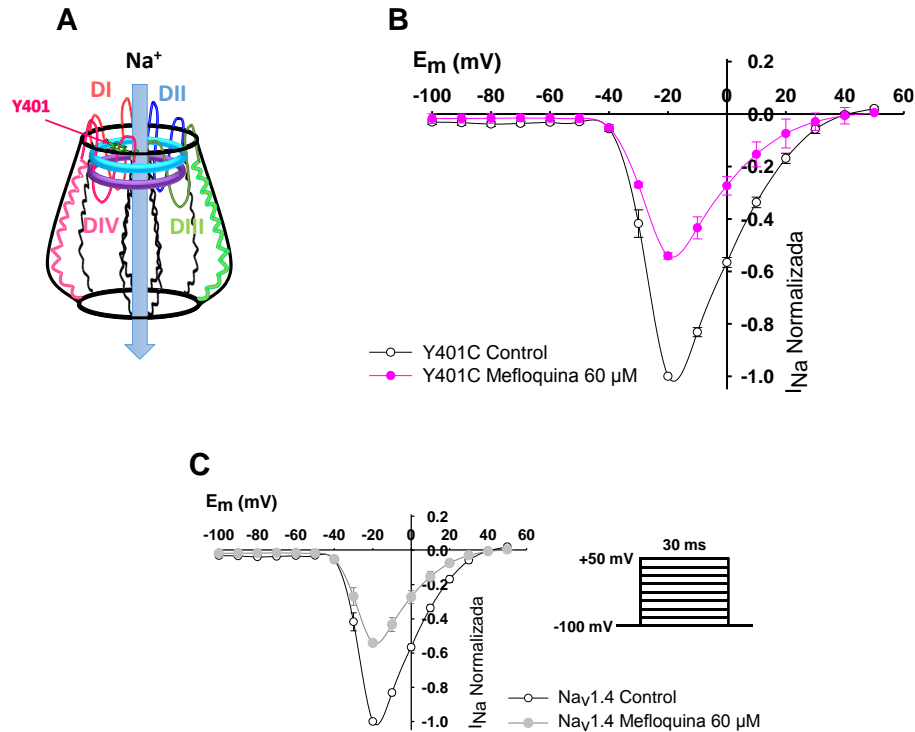 A
Na⁺
DI
DII
Y401
DIV
DIII
B
Em (mV)
-100 -80 -60 -40 -20 0 20 40 60
0.2
0.0
-0.2
-0.4
-0.6
-0.8
-1.0
INa Normalizada
Y401C Control
Y401C Mefloquina 60 µM
C
Em (mV)
-100 -80 -60 -40 -20 0 20 40 60
0.2
0.0
-0.2
-0.4
-0.6
-0.8
-1.0
INa Normalizada
Nav1.4 Control
Nav1.4 Mefloquina 60 µM
30 ms
+50 mV
-100 mV